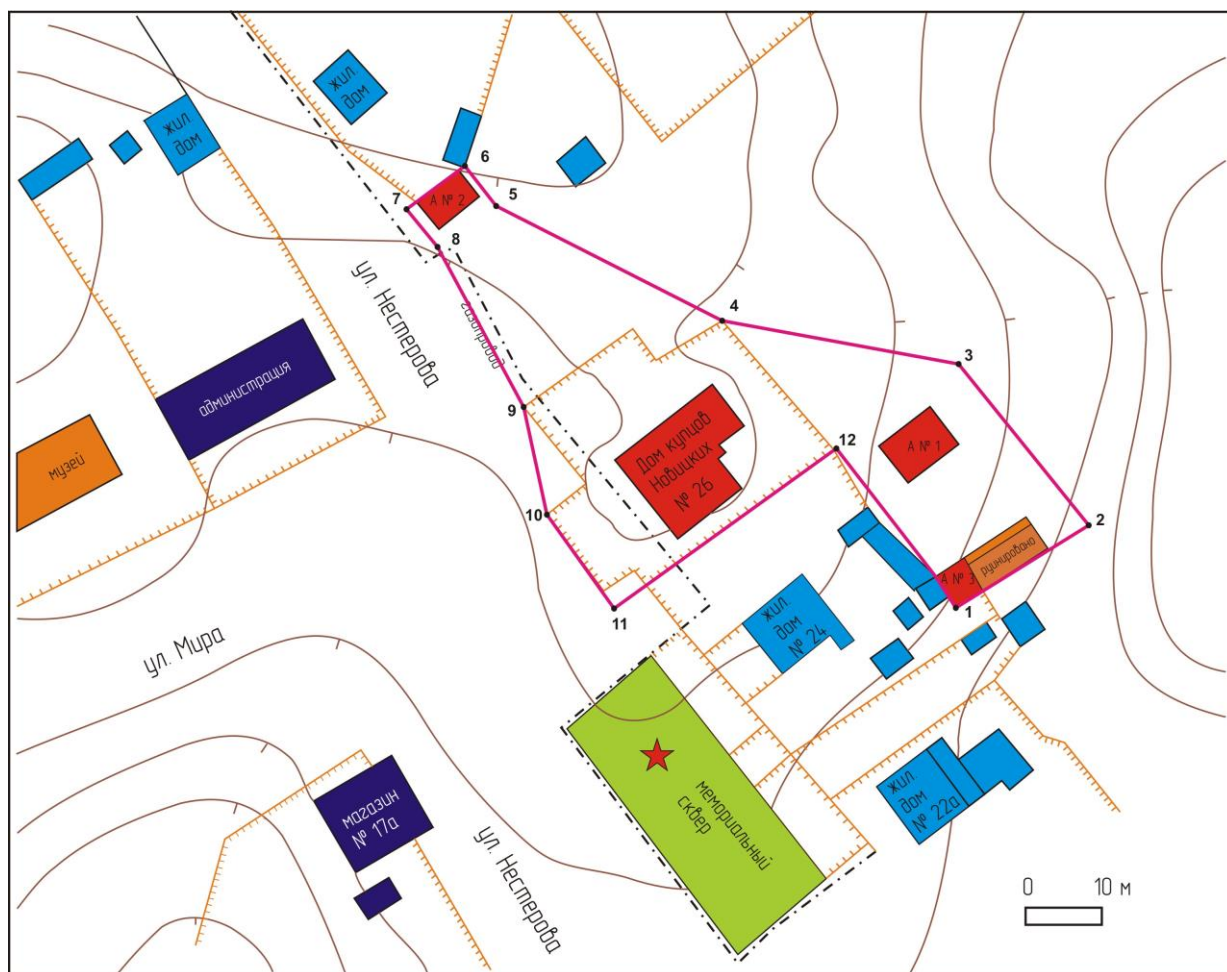 жил.
дом
жил.
дом
6
А № 2
7
5
8
ул. Нестерова
газопровод
4
3
администрация
9
музей
Дом купцов
Новицких
№ 26
12
А № 1
10
2
руинировано
А № 3
1
11
жил.
дом
№ 24
ул. Мира
мемориальный
сквер
жил.
дом
№ 22а
магазин
№ 17а
ул. Нестерова
0 10 м